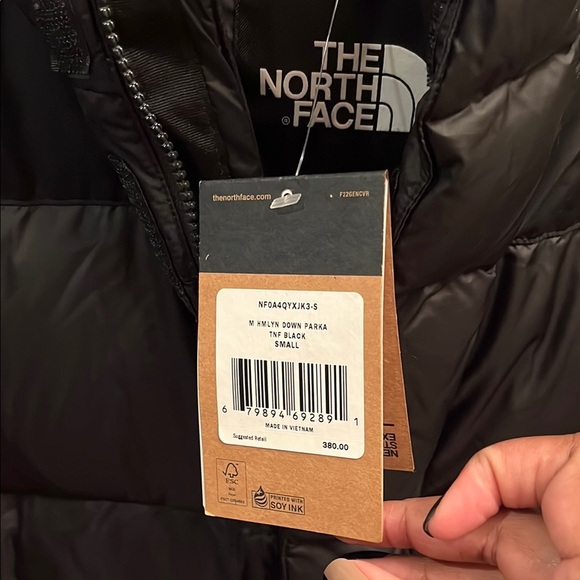 THE
NORTH
FACE
®
thenorthface.com F22GENCVR
NF0A4QYXJK3-S
M HMLYN DOWN PARKA
TNF BLACK
SMALL
6 79894 69289 1
MADE IN VIETNAM
Suggested Retail 380.00
FSC
MIX
PRINTED WITH
SOY INK